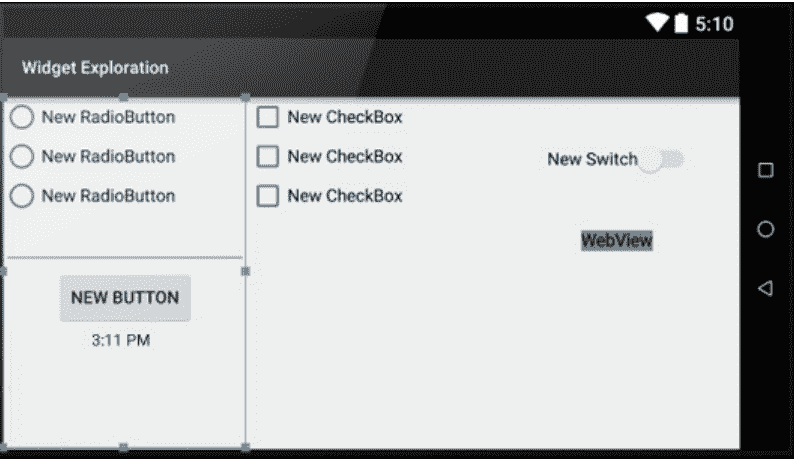 5:10
Widget Exploration
New RadioButton
New RadioButton
New RadioButton
New CheckBox
New CheckBox
New CheckBox
New Switch
WebView
NEW BUTTON
3:11 PM